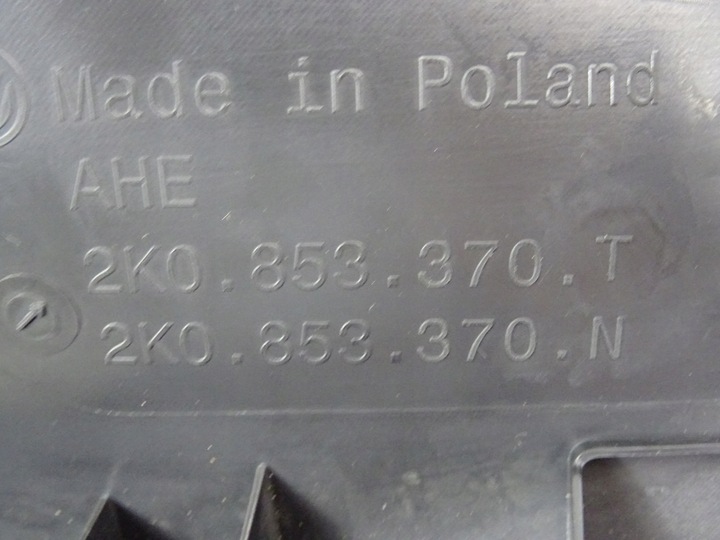 Made in Poland
AHE
2K0.853.370.T
2K0.853.370.N